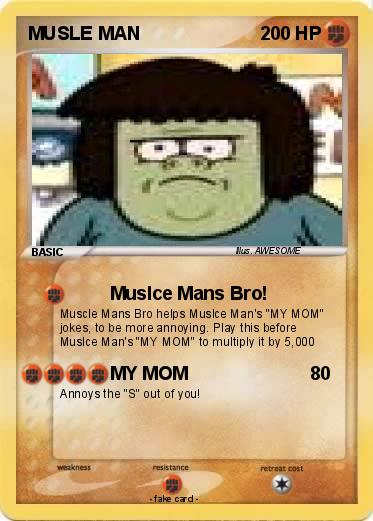 MUSLE MAN 200 HP
BASIC Illus. AWESOME
Muslce Mans Bro!
Muscle Mans Bro helps Muslce Man's "MY MOM"
jokes, to be more annoying. Play this before
Muslce Man's "MY MOM" to multiply it by 5,000
MY MOM 80
Annoys the "S" out of you!
weakness resistance retreat cost
- fake card -